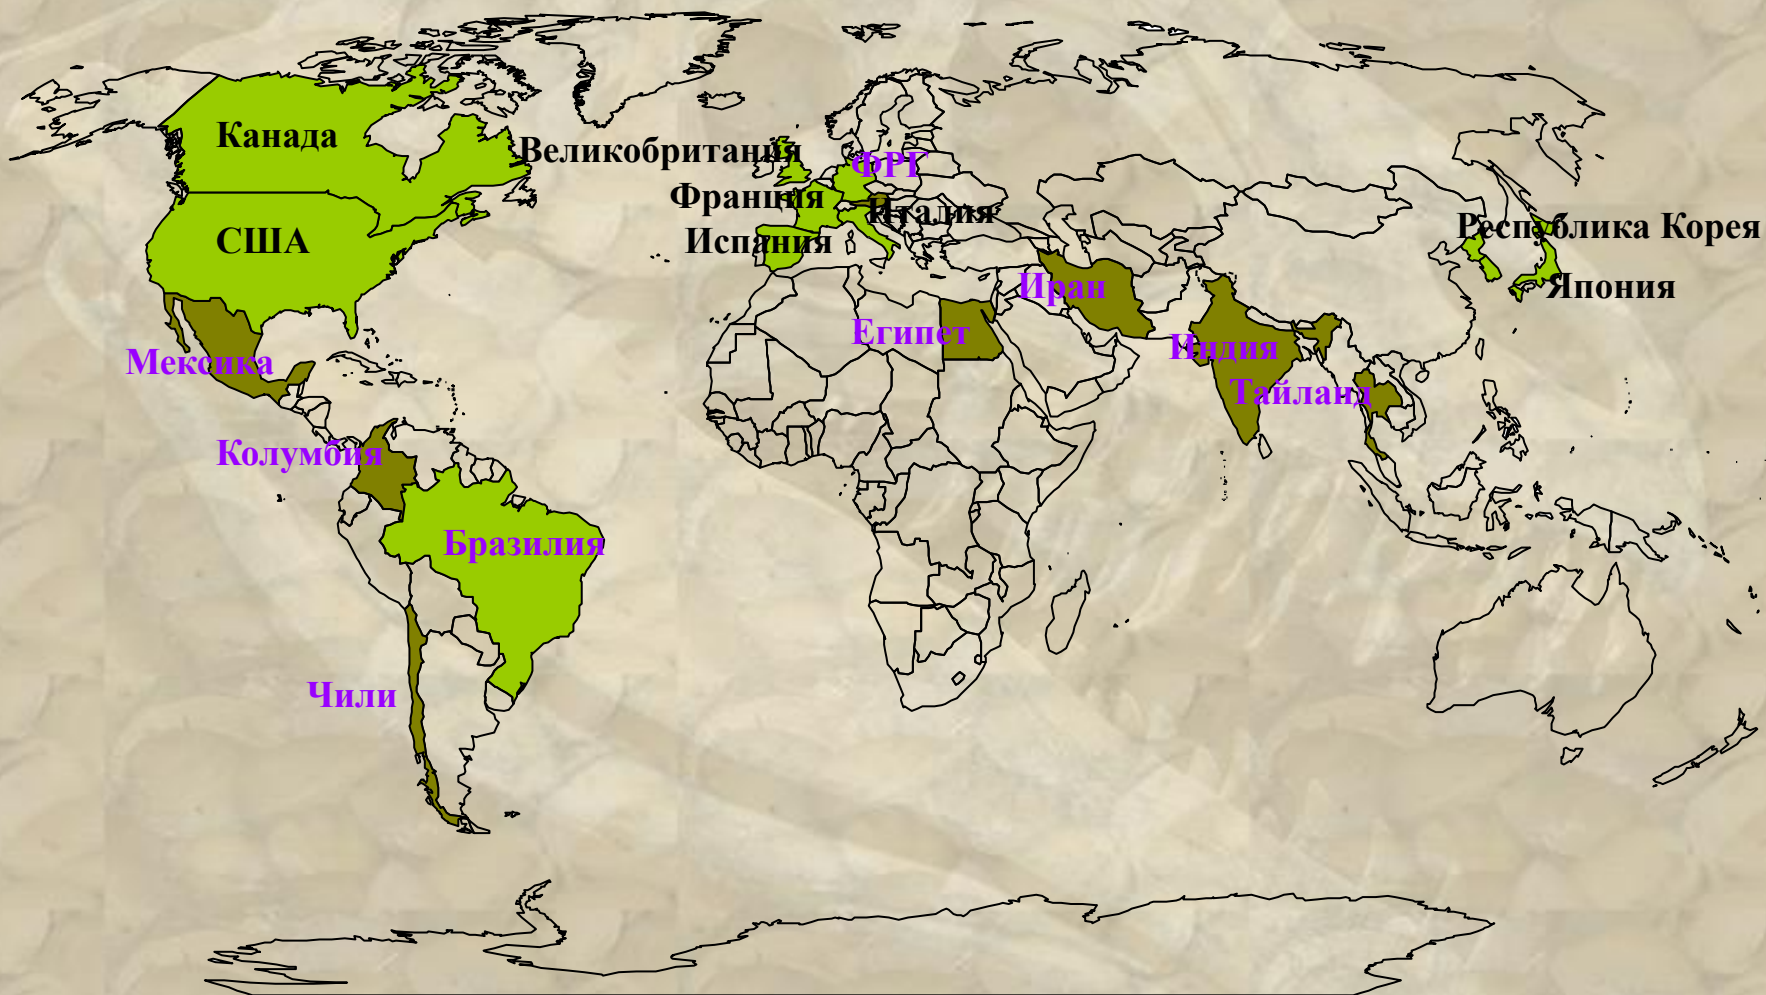 Канада
Великобритания
ФРГ
Франция
Италия
США
Испания
Республика Корея
Иран
Япония
Египет
Индия
Мексика
Тайланд
Колумбия
Бразилия
Чили